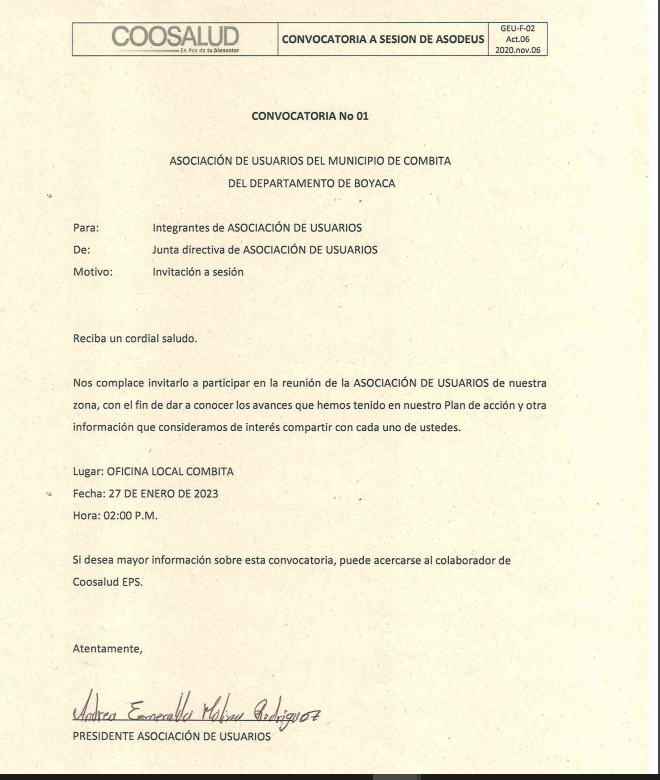 COOSALUD
En Pos de tu bienestar
CONVOCATORIA A SESION DE ASODEUS
GEU-F-02
Act.06
2020.nov.06
CONVOCATORIA No 01
ASOCIACIÓN DE USUARIOS DEL MUNICIPIO DE COMBITA
DEL DEPARTAMENTO DE BOYACA
Para: Integrantes de ASOCIACIÓN DE USUARIOS
De: Junta directiva de ASOCIACIÓN DE USUARIOS
Motivo: Invitación a sesión
Reciba un cordial saludo.
Nos complace invitarlo a participar en la reunión de la ASOCIACIÓN DE USUARIOS de nuestra
zona, con el fin de dar a conocer los avances que hemos tenido en nuestro Plan de acción y otra
información que consideramos de interés compartir con cada uno de ustedes.
Lugar: OFICINA LOCAL COMBITA
Fecha: 27 DE ENERO DE 2023
Hora: 02:00 P.M.
Si desea mayor información sobre esta convocatoria, puede acercarse al colaborador de
Coosalud EPS.
Atentamente,
Andrea Esmeralda Molina Rodriguez
PRESIDENTE ASOCIACIÓN DE USUARIOS